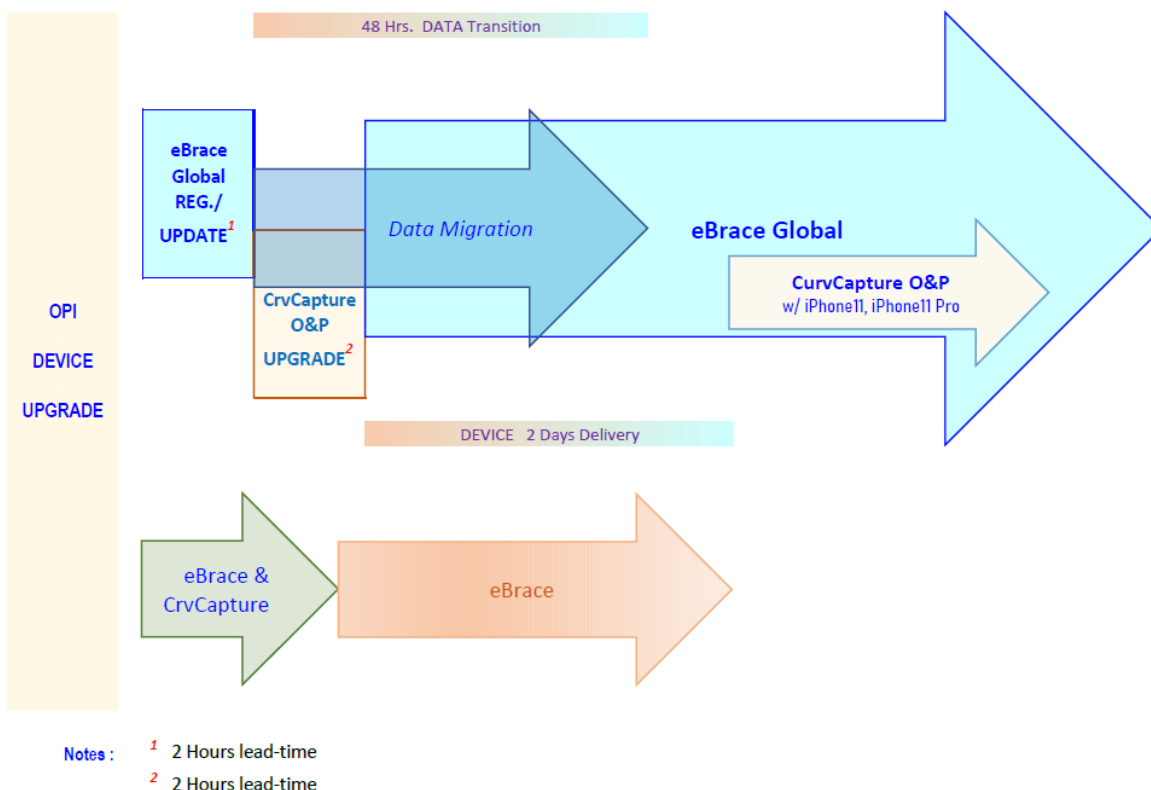 48 Hrs. DATA Transition
eBrace
Global
REG./
UPDATE1
Data Migration
eBrace Global
CurvCapture O&P
w/ iPhone11, iPhone11 Pro
CrvCapture
O&P
UPGRADE2
OPI
DEVICE
UPGRADE
DEVICE 2 Days Delivery
eBrace &
CrvCapture
eBrace
Notes :
1 2 Hours lead-time
2 2 Hours lead-time